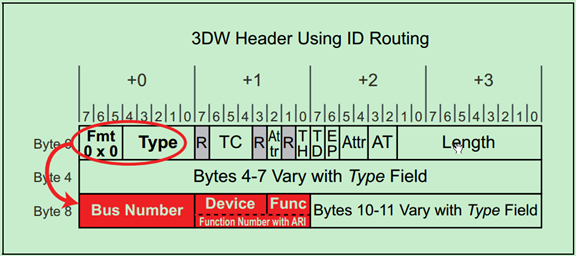 3DW Header Using ID Routing
+0 +1 +2 +3
7 6 5 4 3 2 1 0 7 6 5 4 3 2 1 0 7 6 5 4 3 2 1 0 7 6 5 4 3 2 1 0
Byte 0 Fmt 0 x 0 Type R TC R Attr R TH TD EP Attr AT Length
Byte 4 Bytes 4-7 Vary with Type Field
Byte 8 Bus Number Device Func Bytes 10-11 Vary with Type Field
Function Number with ARI